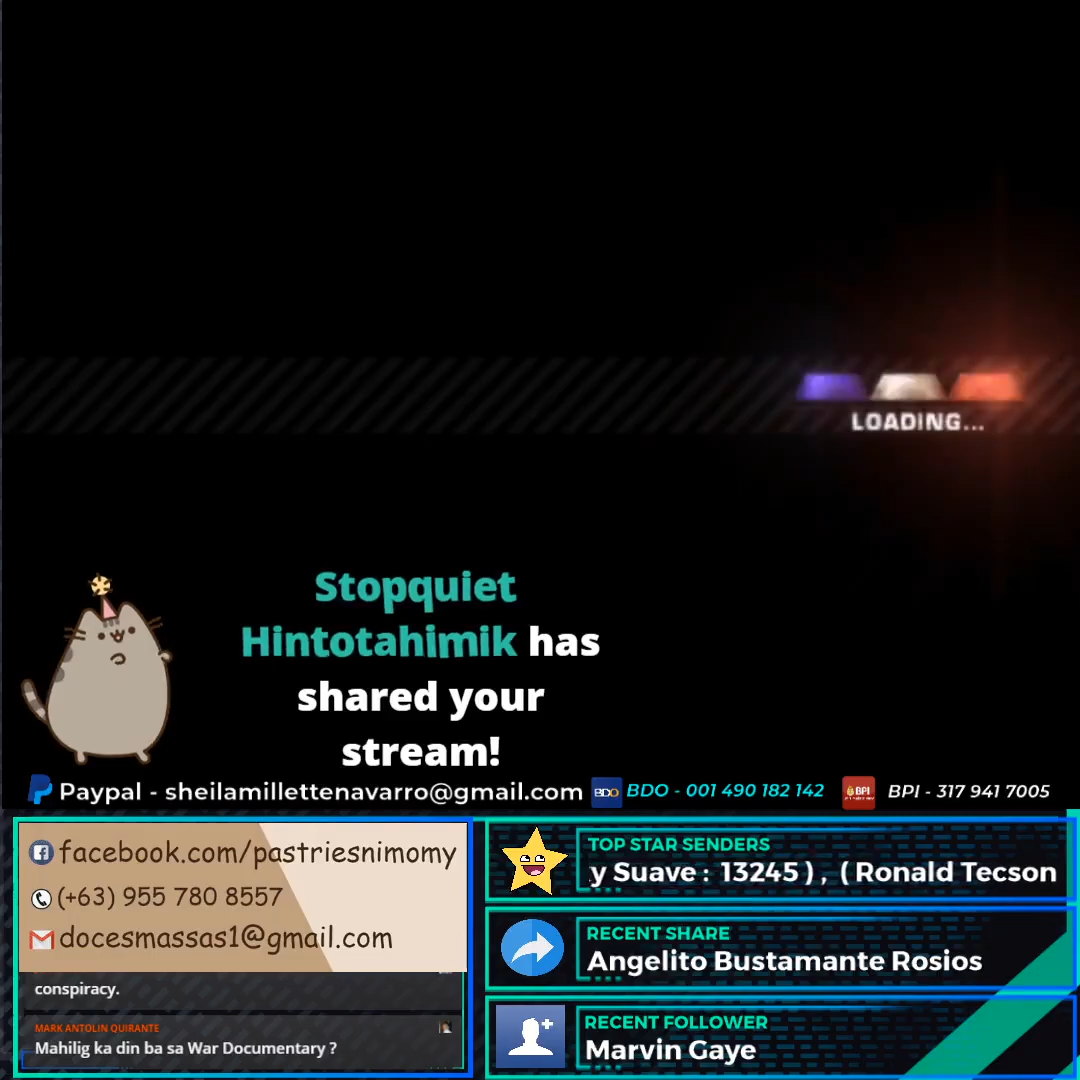 LOADING...
Stopquiet
Hintotahimik has
shared your
stream!
Paypal - sheilamillettenavarro@gmail.com
BDO
BDO - 001 490 182 142
BPI
BPI - 317 941 7005
facebook.com/pastriesnimomy
(+63) 955 780 8557
docesmassas1@gmail.com
conspiracy.
MARK ANTOLIN QUIRANTE
Mahilig ka din ba sa War Documentary ?
TOP STAR SENDERS
y Suave : 13245 ) , ( Ronald Tecson
RECENT SHARE
Angelito Bustamante Rosios
RECENT FOLLOWER
Marvin Gaye